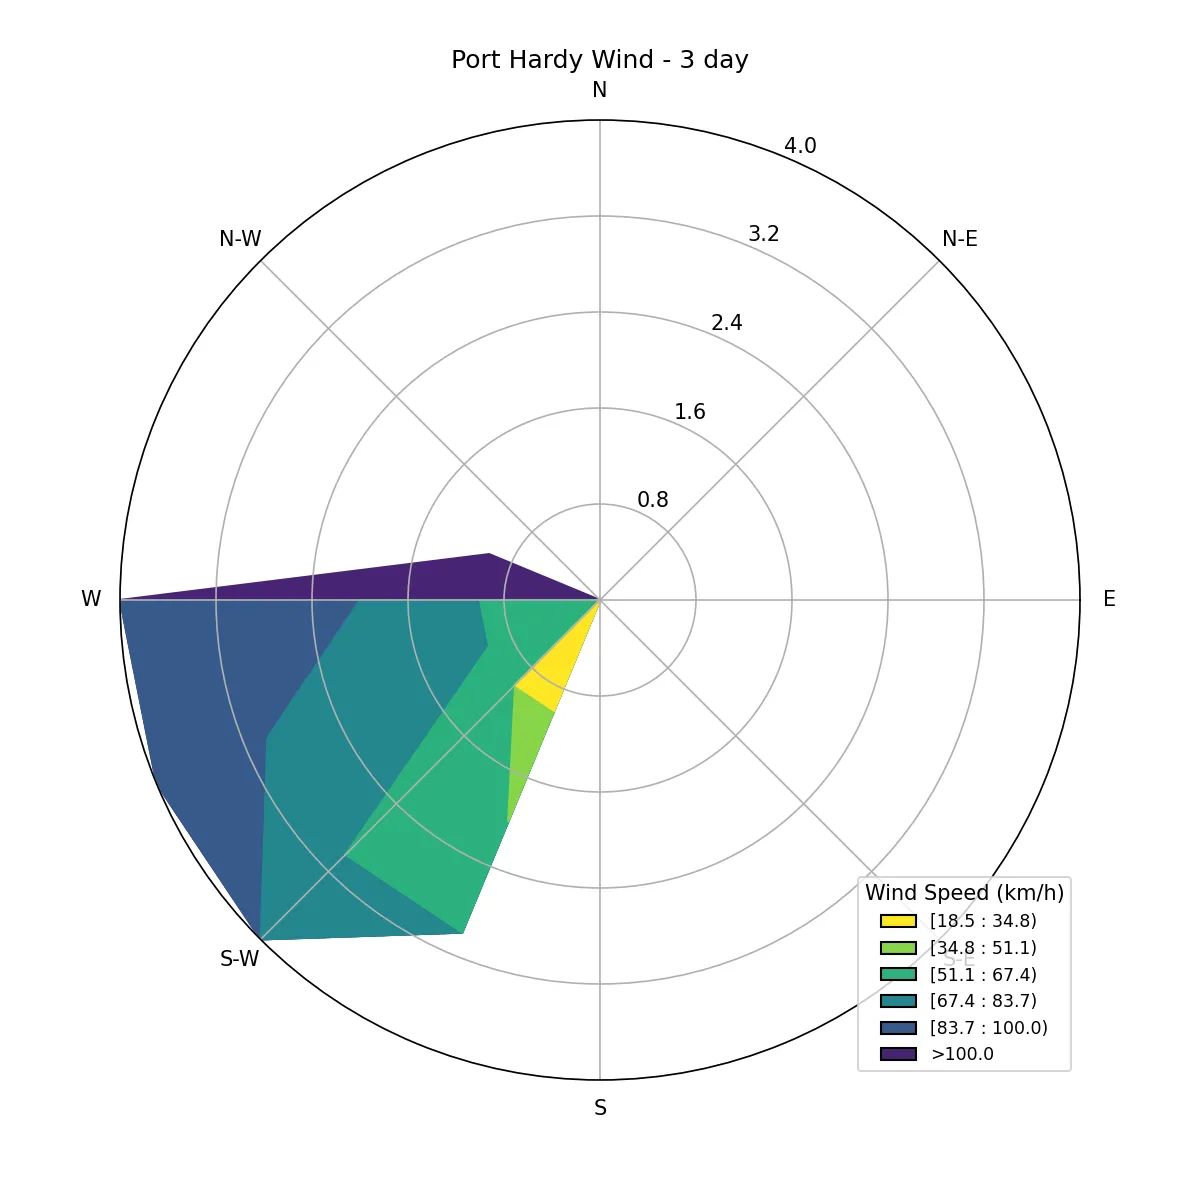 Port Hardy Wind - 3 day
N
4.0
N-W
N-E
3.2
2.4
1.6
0.8
W
E
S-W
S-E
Wind Speed (km/h)
[18.5 : 34.8)
[34.8 : 51.1)
[51.1 : 67.4)
[67.4 : 83.7)
[83.7 : 100.0)
>100.0
S